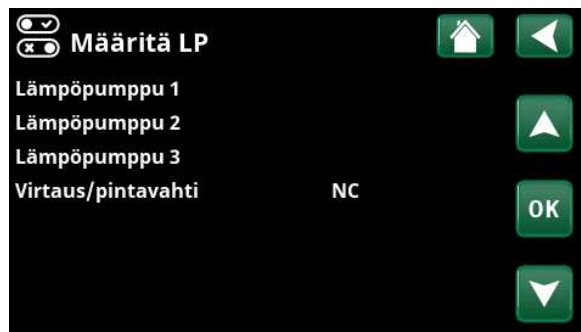 Määritä LP
Lämpöpumppu 1
Lämpöpumppu 2
Lämpöpumppu 3
Virtaus/pintavahti NC
OK